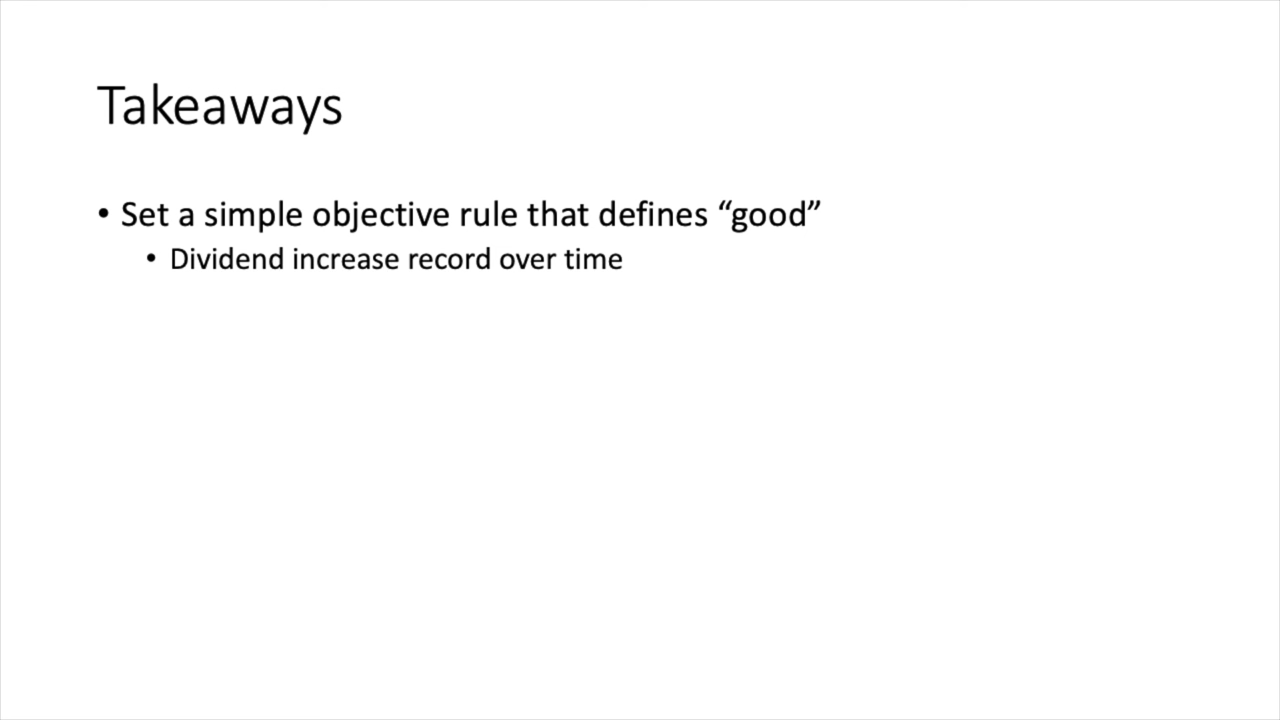 Takeaways
• Set a simple objective rule that defines “good”
• Dividend increase record over time